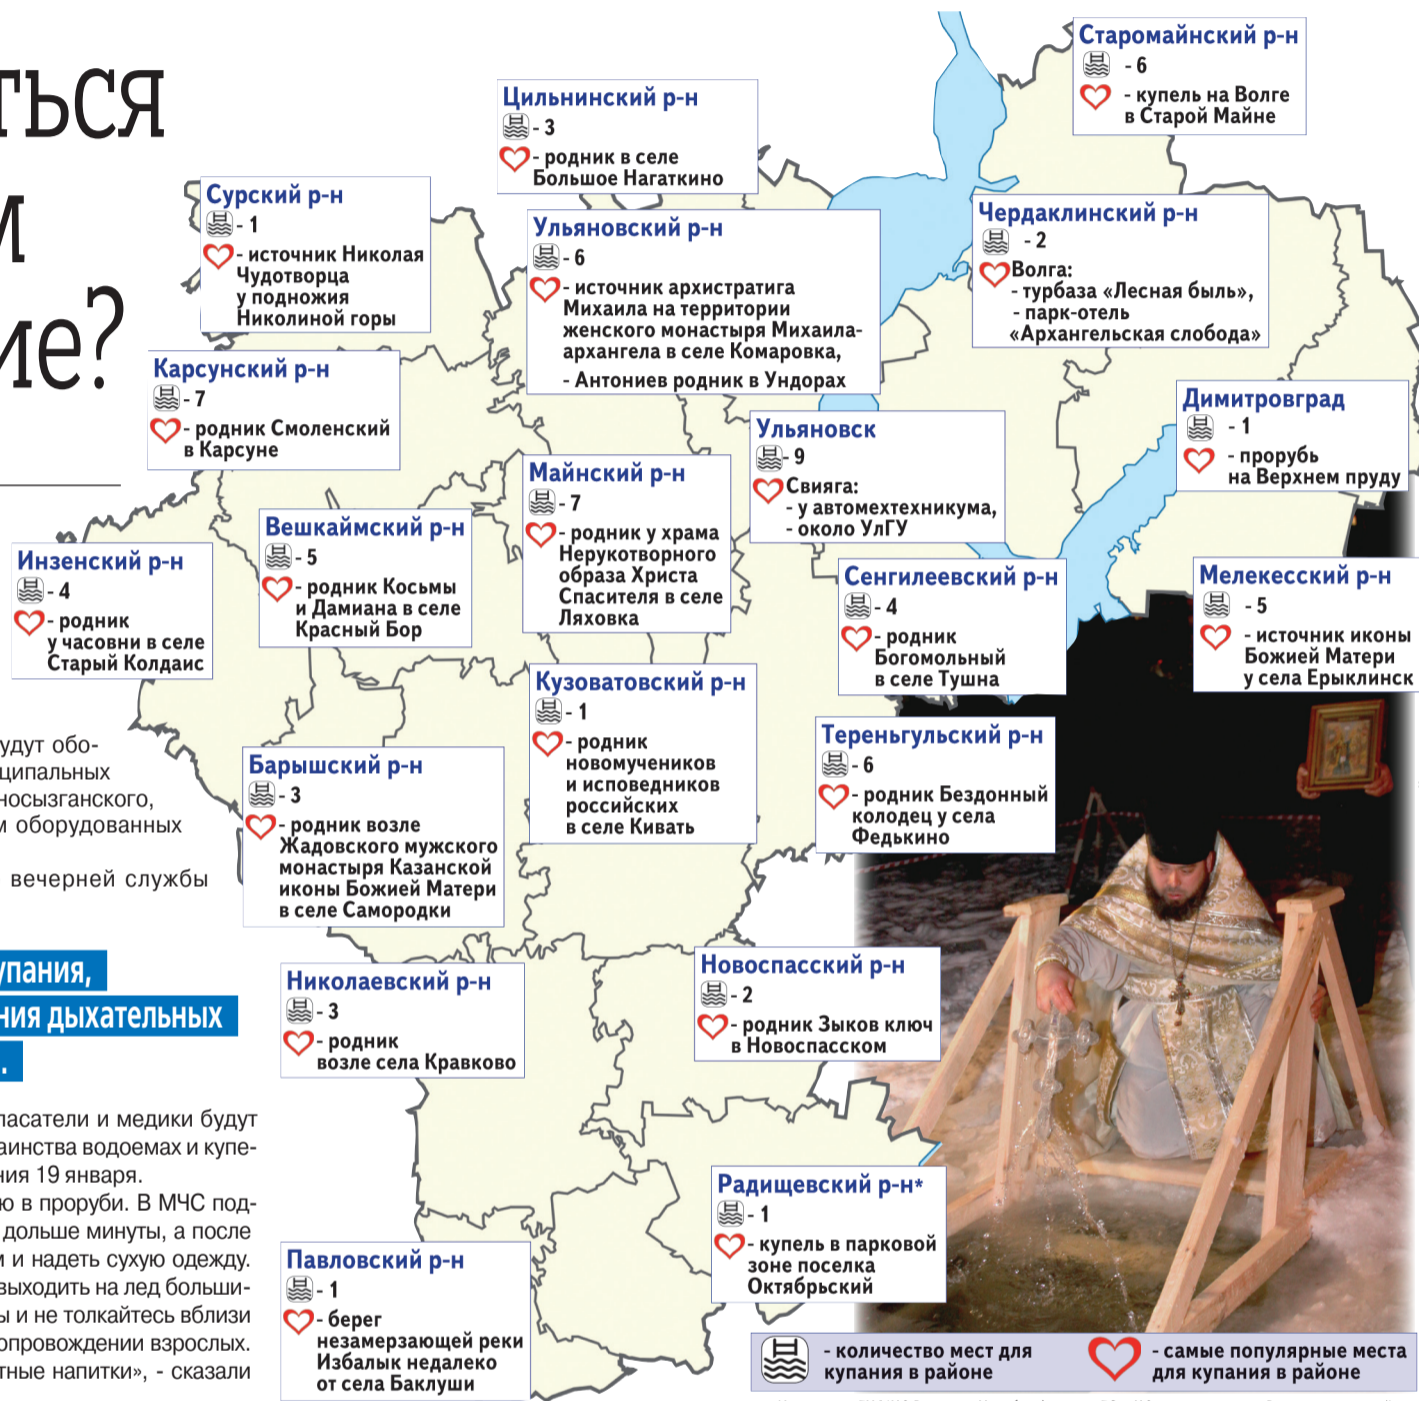 ться
м
ие?
Старомайнский р-н
- 6
- купель на Волге
в Старой Майне
Цильнинский р-н
- 3
- родник в селе
Большое Нагаткино
Сурский р-н
- 1
- источник Николая
Чудотворца
у подножия
Николиной горы
Ульяновский р-н
- 6
- источник архистратига
Михаила на территории
женского монастыря Михаила-
архангела в селе Комаровка,
- Антониев родник в Ундорах
Чердаклинский р-н
- 2
Волга:
- турбаза «Лесная быль»,
- парк-отель
«Архангельская слобода»
Карсунский р-н
- 7
- родник Смоленский
в Карсуне
Димитровград
- 1
- прорубь
на Верхнем пруду
Ульяновск
- 9
Свияга:
- у автомехтехникума,
- около УлГУ
Майнский р-н
- 7
- родник у храма
Нерукотворного
образа Христа
Спасителя в селе
Ляховка
Вешкаймский р-н
- 5
- родник Косьмы
и Дамиана в селе
Красный Бор
Инзенский р-н
- 4
- родник
у часовни в селе
Старый Колдаис
Сенгилеевский р-н
- 4
- родник
Богомольный
в селе Тушна
Мелекесский р-н
- 5
- источник иконы
Божией Матери
у села Ерыклинск
Кузоватовский р-н
- 1
- родник
новомучеников
и исповедников
российских
в селе Кивать
Тереньгульский р-н
- 6
- родник Бездонный
колодец у села
Федькино
Барышский р-н
- 3
- родник возле
Жадовского мужского
монастыря Казанской
иконы Божией Матери
в селе Самородки
удут обо-
ципальных
носызганского,
м оборудованных
вечерней службы
упания,
ния дыхательных
.
Николаевский р-н
- 3
- родник
возле села Кравково
Новоспасский р-н
- 2
- родник Зыков ключ
в Новоспасском
пасатели и медики будут
аинства водоемах и купе-
ния 19 января.
ю в проруби. В МЧС под-
дольше минуты, а после
м и надеть сухую одежду.
выходить на лед больши-
ы и не толкайтесь вблизи
опровождении взрослых.
тные напитки», - сказали
Радищевский р-н*
- 1
- купель в парковой
зоне поселка
Октябрьский
Павловский р-н
- 1
- берег
незамерзающей реки
Избалык недалеко
от села Баклуши
- количество мест для
купания в районе
- самые популярные места
для купания в районе